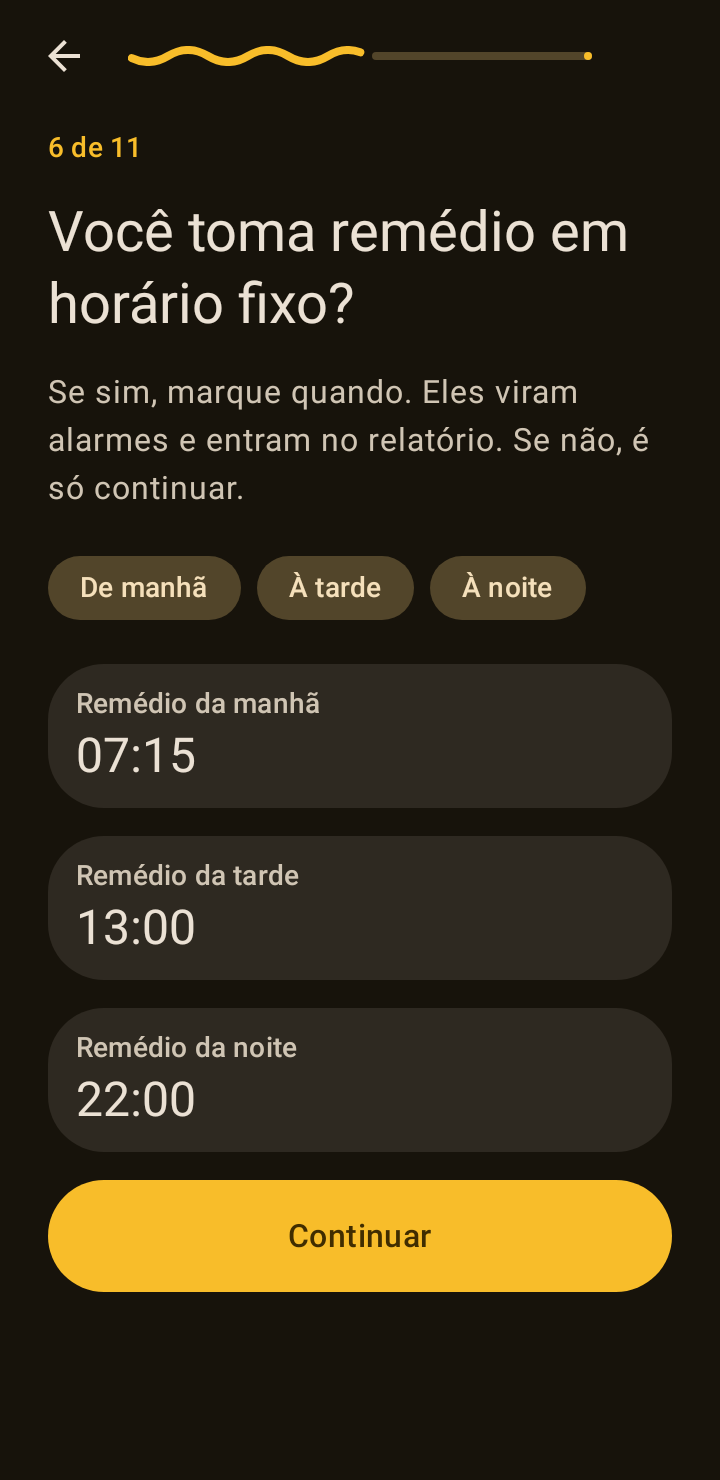 6 de 11
Você toma remédio em
horário fixo?
Se sim, marque quando. Eles viram
alarmes e entram no relatório. Se não, é
só continuar.
De manhã À tarde À noite
Remédio da manhã
07:15
Remédio da tarde
13:00
Remédio da noite
22:00
Continuar